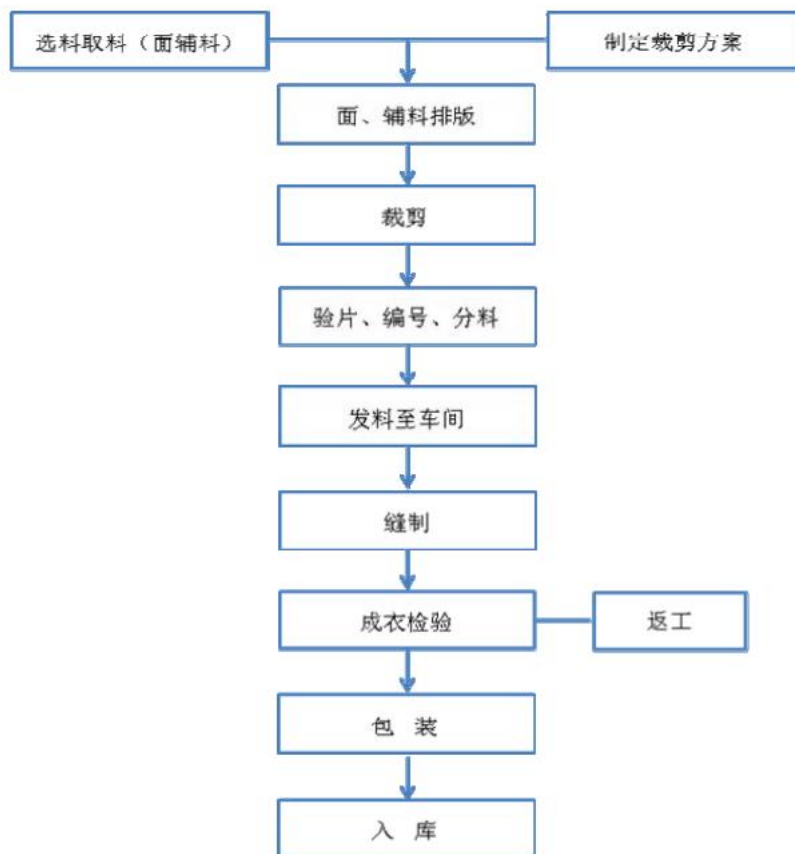 选料取料（面辅料）
制定裁剪方案
面、辅料排版
裁剪
验片、编号、分料
发料至车间
缝制
成衣检验
返工
包 装
入 库